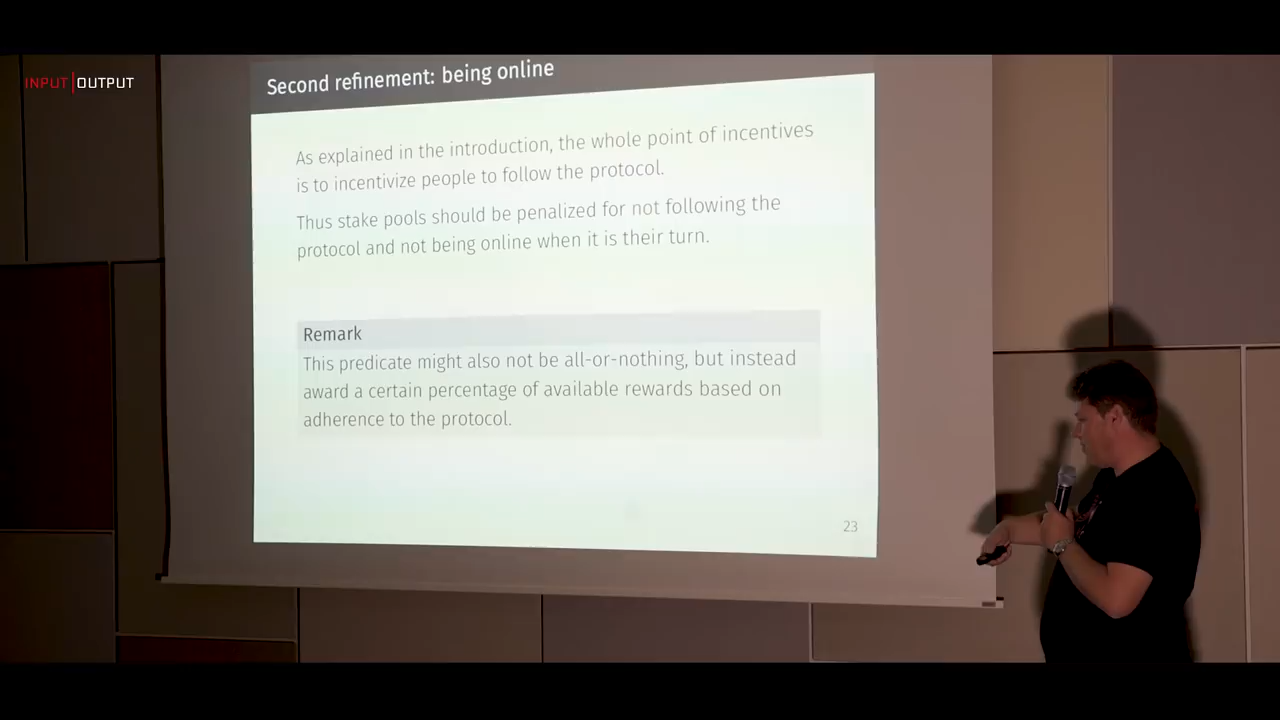 INPUT|OUTPUT
Second refinement: being online
As explained in the introduction, the whole point of incentives
is to incentivize people to follow the protocol.
Thus stake pools should be penalized for not following the
protocol and not being online when it is their turn.
Remark
This predicate might also not be all-or-nothing, but instead
award a certain percentage of available rewards based on
adherence to the protocol.
23